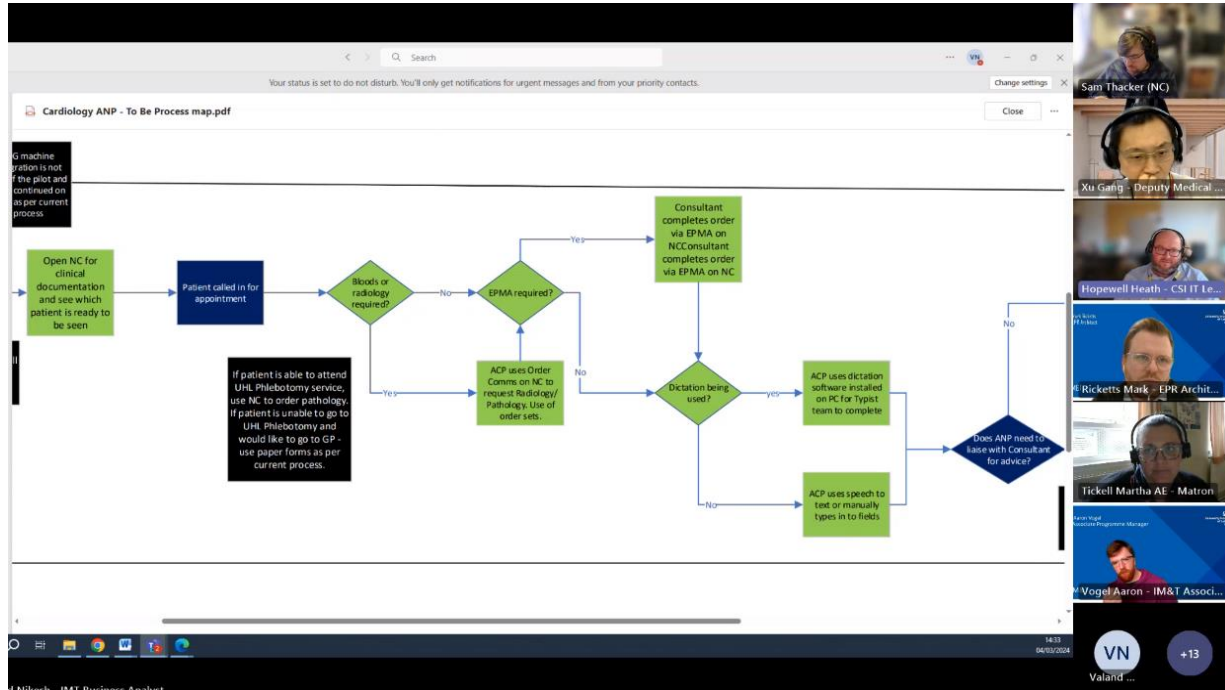 Search
VN
Your status is set to do not disturb. You'll only get notifications for urgent messages and from your priority contacts.
Change settings
Cardiology ANP - To Be Process map.pdf
Close
G machine
gration is not
f the pilot and
continued on
as per current
process
Open NC for
clinical
documentation
and see which
patient is ready to
be seen
Patient called in for
appointment
Bloods or
radiology
required?
No
Yes
EPMA required?
Yes
No
Consultant
completes order
via EPMA on
NCConsultant
completes order
via EPMA on NC
If patient is able to attend
UHL Phlebotomy service,
use NC to order pathology.
If patient is unable to go to
UHL Phlebotomy and
would like to go to GP -
use paper forms as per
current process.
ACP uses Order
Comms on NC to
request Radiology/
Pathology. Use of
order sets.
Dictation being
used?
yes
No
ACP uses dictation
software installed
on PC for Typist
team to complete
ACP uses speech to
text or manually
types in to fields
No
Does ANP need to
liaise with Consultant
for advice?
14:33
04/03/2024
d Nikesh - IMT Business Analyst
Sam Thacker (NC)
Xu Gang - Deputy Medical ...
Hopewell Heath - CSI IT Le...
Ricketts Mark - EPR Archit...
Tickell Martha AE - Matron
Aaron Vogel
Associate Programme Manager
Vogel Aaron - IM&T Associ...
VN
Valand ...
+13